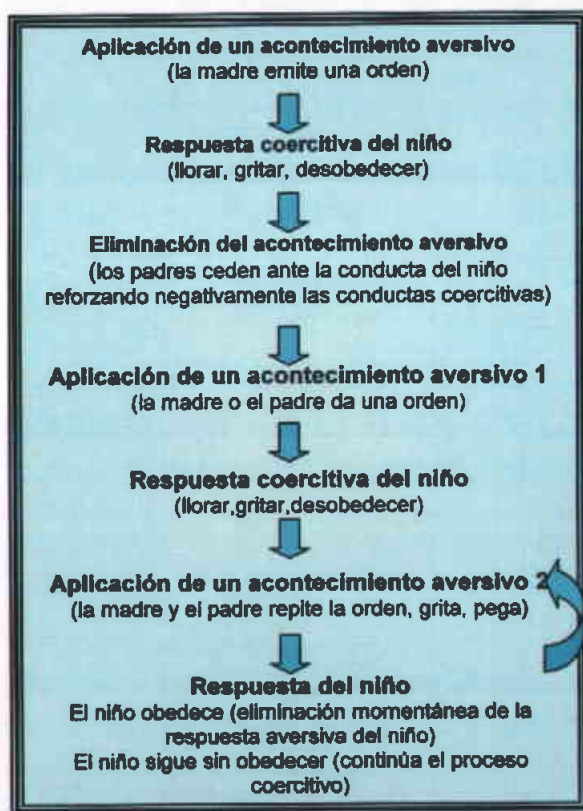 Aplicación de un acontecimiento aversivo
(la madre emite una orden)
Respuesta coercitiva del niño
(llorar, gritar, desobedecer)
Eliminación del acontecimiento aversivo
(los padres ceden ante la conducta del niño
reforzando negativamente las conductas coercitivas)
Aplicación de un acontecimiento aversivo 1
(la madre o el padre da una orden)
Respuesta coercitiva del niño
(llorar,gritar,desobedecer)
Aplicación de un acontecimiento aversivo 2
(la madre y el padre repite la orden, grita, pega)
Respuesta del niño
El niño obedece (eliminación momentánea de la
respuesta aversiva del niño)
El niño sigue sin obedecer (continúa el proceso
coercitivo)